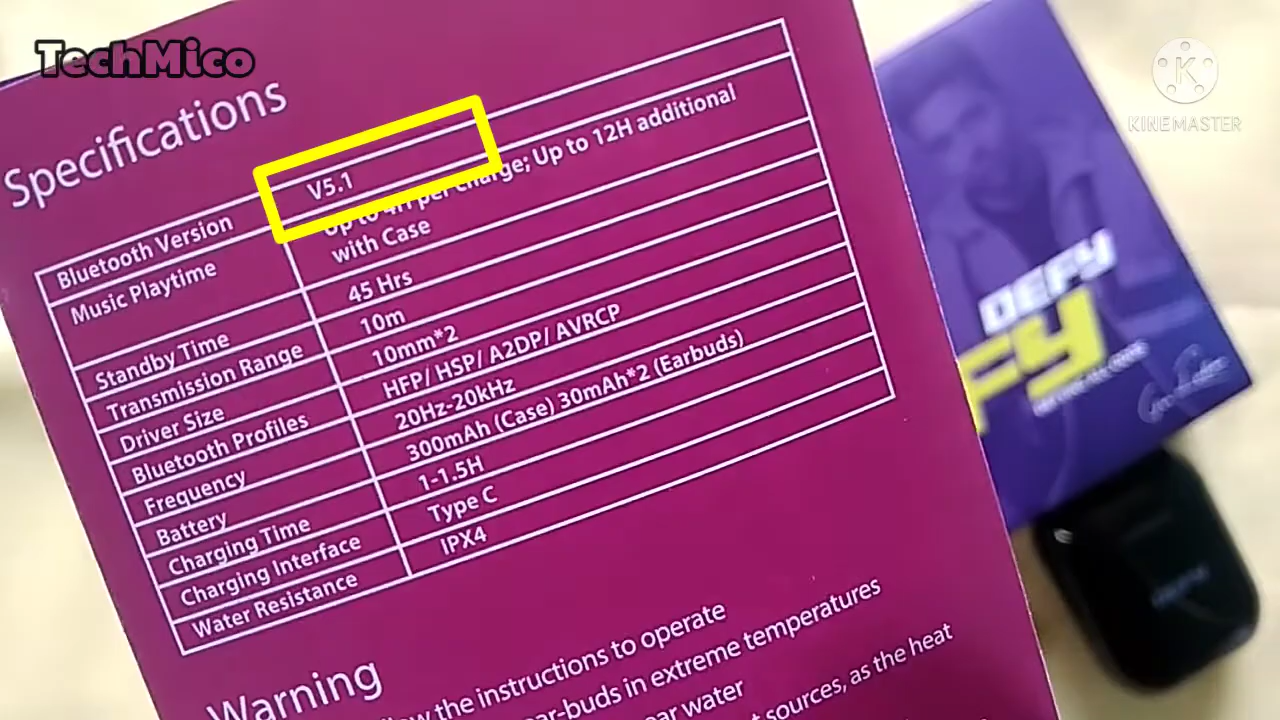 TechMico
KINEMASTER
Specifications
Bluetooth Version V5.1
Music Playtime Up to 4H per charge; Up to 12H additional
with Case
Standby Time 45 Hrs
Transmission Range 10m
Driver Size 10mm*2
Bluetooth Profiles HFP/ HSP/ A2DP/ AVRCP
Frequency 20Hz-20kHz
Battery 300mAh (Case) 30mAh*2 (Earbuds)
Charging Time 1-1.5H
Charging Interface Type C
Water Resistance IPX4
Warning
the instructions to operate
in extreme temperatures
water
sources, as the heat
DEFY